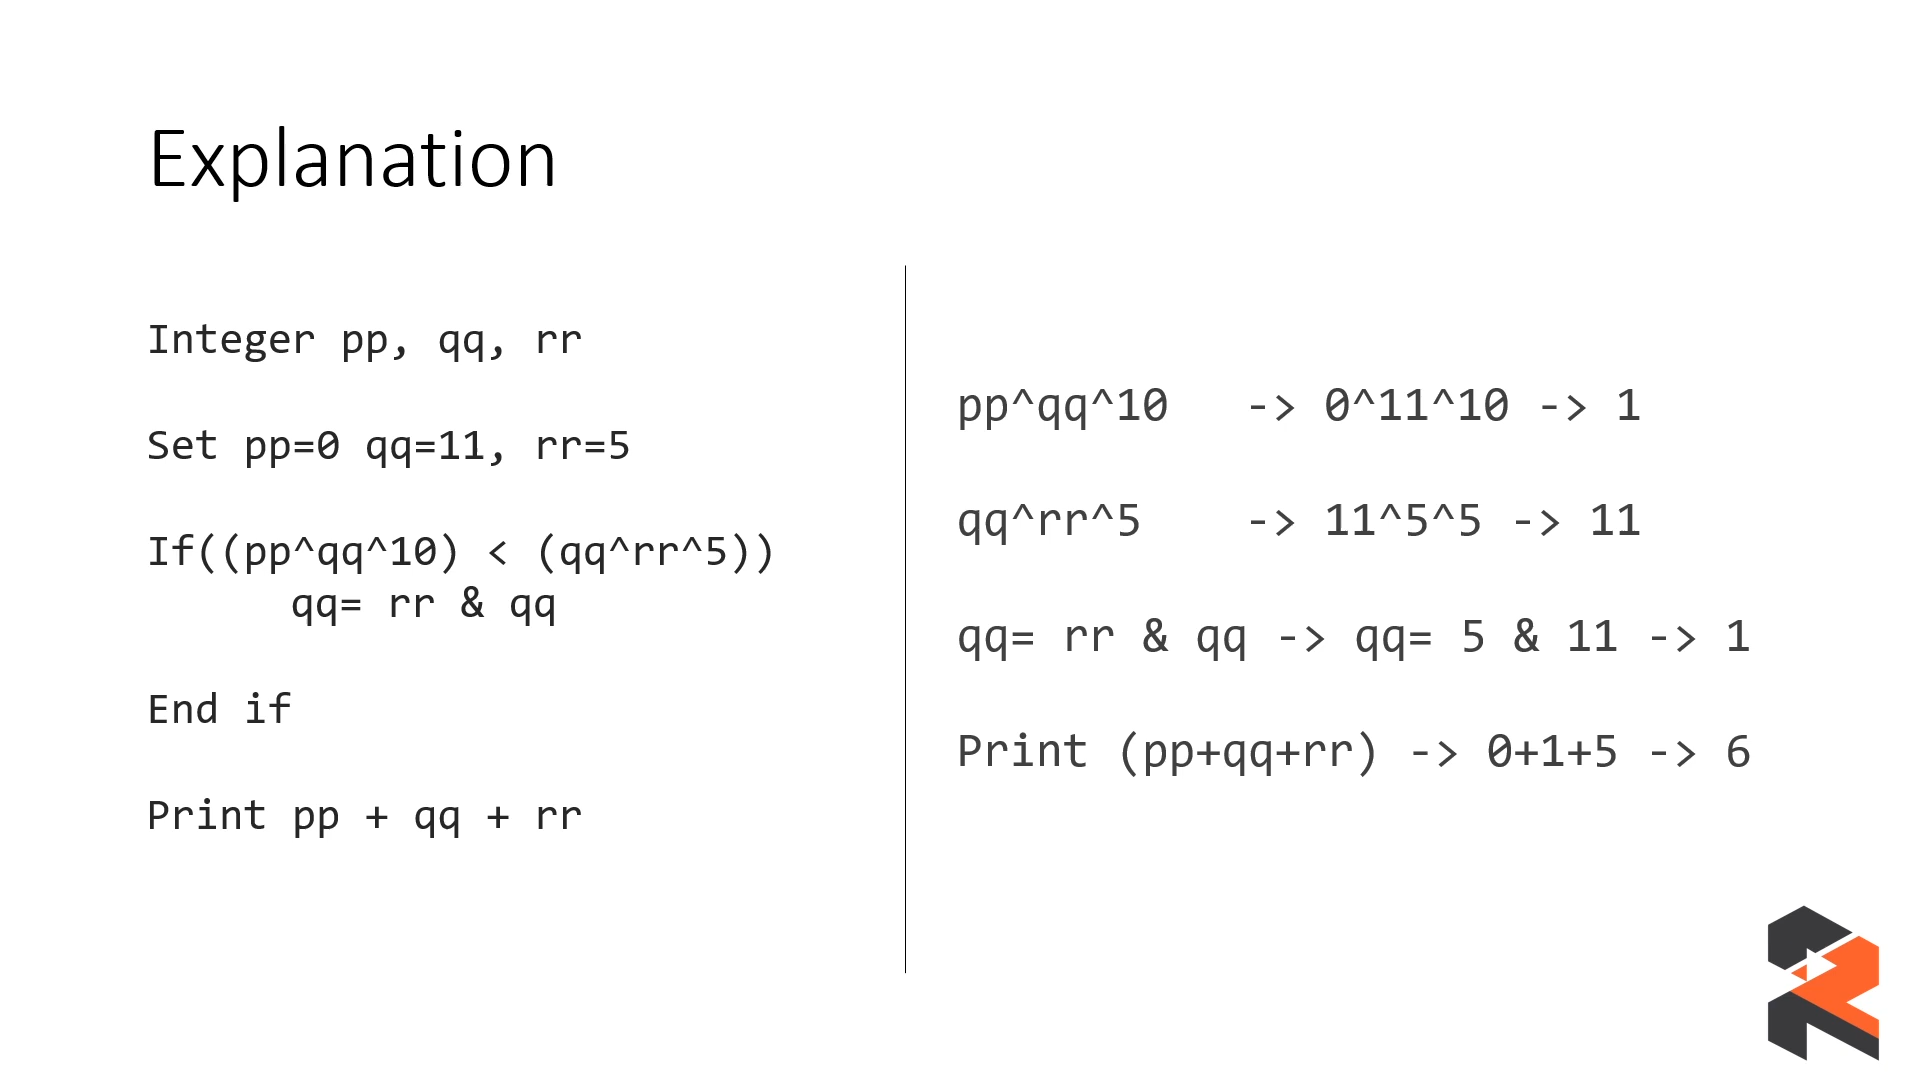 Explanation
Integer pp, qq, rr
Set pp=0 qq=11, rr=5
If((pp^qq^10) < (qq^rr^5))
qq= rr & qq
End if
Print pp + qq + rr
pp^qq^10 -> 0^11^10 -> 1
qq^rr^5 -> 11^5^5 -> 11
qq= rr & qq -> qq= 5 & 11 -> 1
Print (pp+qq+rr) -> 0+1+5 -> 6